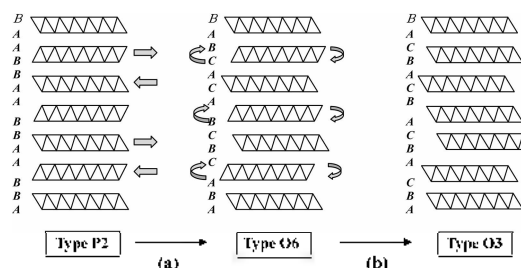 B B B
A A A
A B C
B C B
B C A
A A C
A A B
B B A
B C C
A B B
A C A
B A C
B B B
A A A
Type P2 Type O6 Type O3
(a) (b)